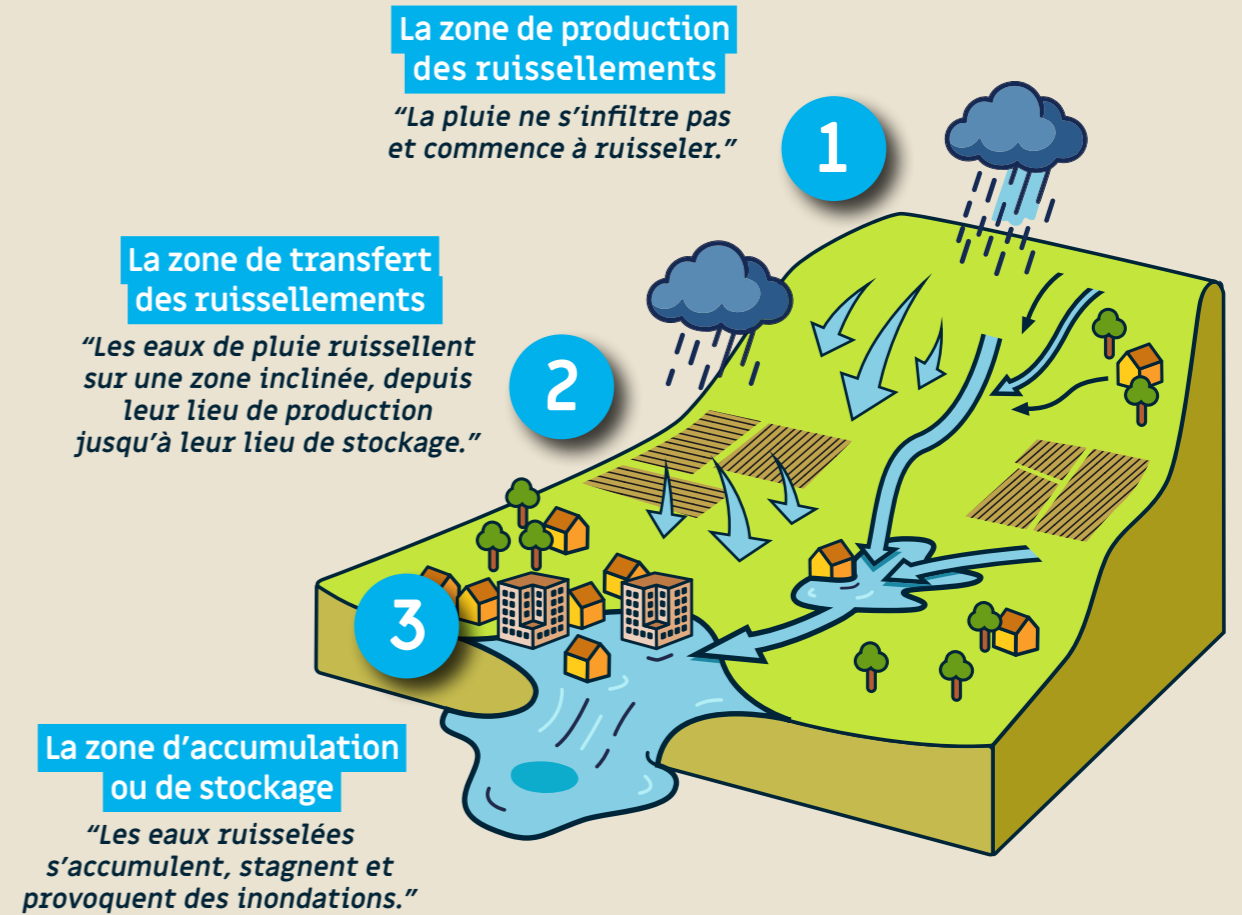 La zone de production
des ruissellements
“La pluie ne s’infiltre pas
et commence à ruisseler.”
1
La zone de transfert
des ruissellements
“Les eaux de pluie ruissellent
sur une zone inclinée, depuis
leur lieu de production
jusqu’à leur lieu de stockage.”
2
3
La zone d’accumulation
ou de stockage
“Les eaux ruisselées
s’accumulent, stagnent et
provoquent des inondations.”